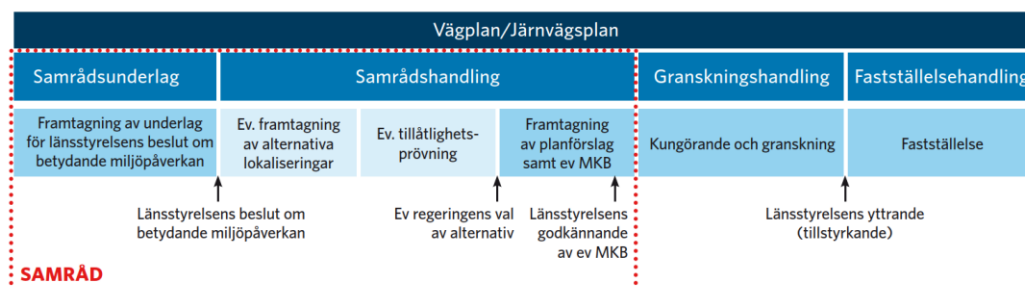 Vägplan/Järnvägsplan
Samrådsunderlag
Samrådshandling
Granskningshandling
Fastställelsehandling
Framtagning av underlag
för länsstyrelsens beslut om
betydande miljöpåverkan
Ev. framtagning
av alternativa
lokaliseringar
Ev. tillåtlighets-
prövning
Framtagning
av planförslag
samt ev MKB
Kungörande och granskning
Fastställelse
Länsstyrelsens beslut om
betydande miljöpåverkan
Ev regeringens val
av alternativ
Länsstyrelsens
godkännande
av ev MKB
Länsstyrelsens yttrande
(tillstyrkande)
SAMRÅD